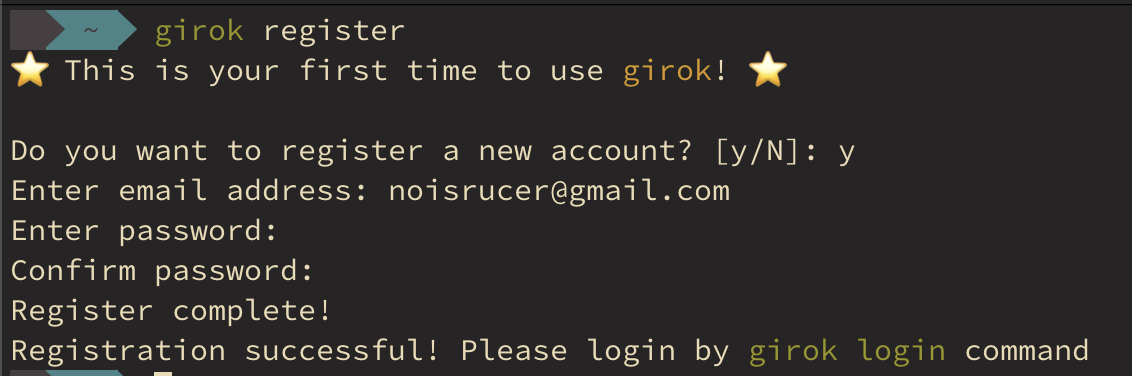 ~ girok register
This is your first time to use girok!
Do you want to register a new account? [y/N]: y
Enter email address: noisrucer@gmail.com
Enter password:
Confirm password:
Register complete!
Registration successful! Please login by girok login command